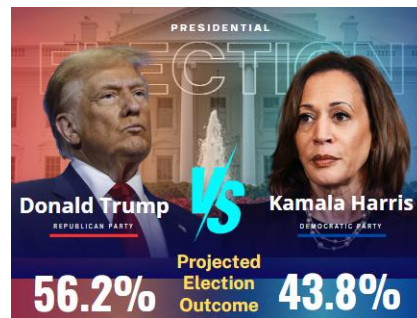 PRESIDENTIAL
ELECTION
VS
Donald Trump
REPUBLICAN PARTY
Kamala Harris
DEMOCRATIC PARTY
Projected
Election
Outcome
56.2%
43.8%